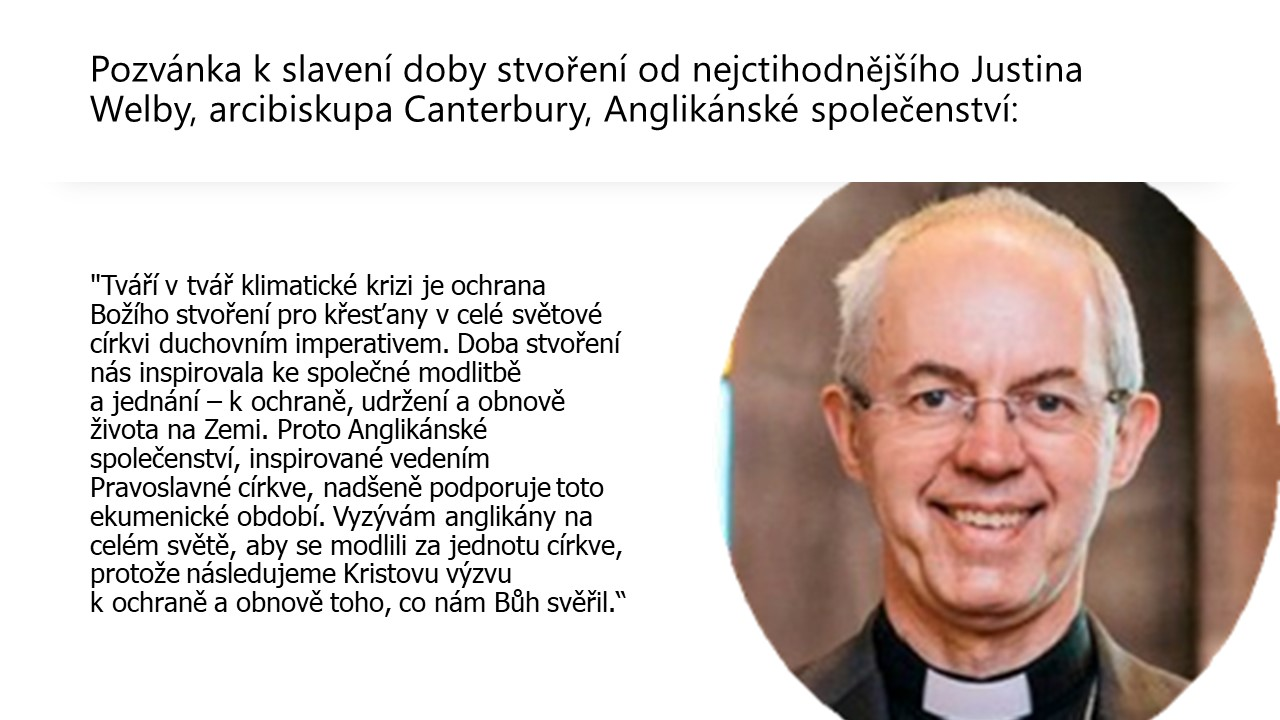 Pozvánka k slavení doby stvoření od nejctihodnějšího Justina
Welby, arcibiskupa Canterbury, Anglikánské společenství:
"Tváří v tvář klimatické krizi je ochrana
Božího stvoření pro křesťany v celé světové
církvi duchovním imperativem. Doba stvoření
nás inspirovala ke společné modlitbě
a jednání – k ochraně, udržení a obnově
života na Zemi. Proto Anglikánské
společenství, inspirované vedením
Pravoslavné církve, nadšeně podporuje toto
ekumenické období. Vyzývám anglikány na
celém světě, aby se modlili za jednotu církve,
protože následujeme Kristovu výzvu
k ochraně a obnově toho, co nám Bůh svěřil.“